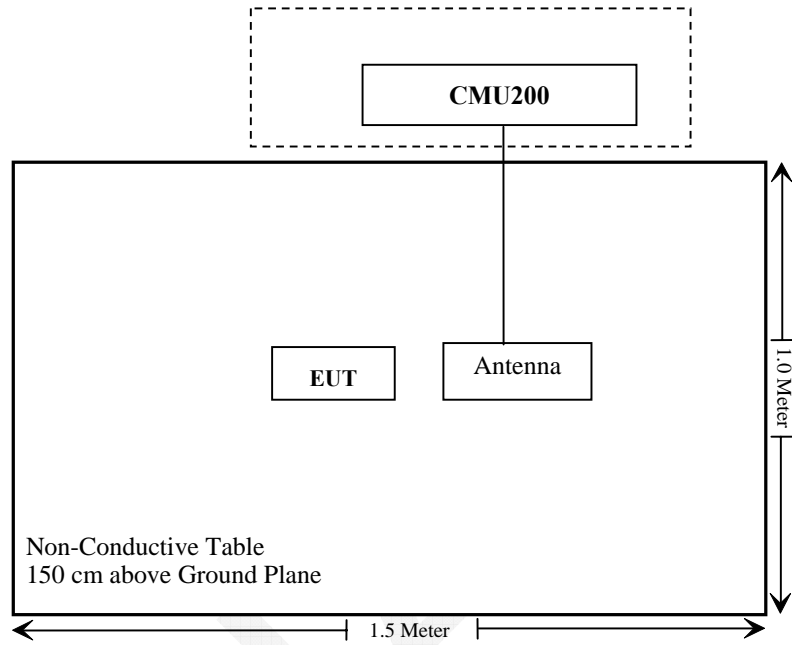 CMU200
EUT
Antenna
1.0 Meter
Non-Conductive Table
150 cm above Ground Plane
1.5 Meter